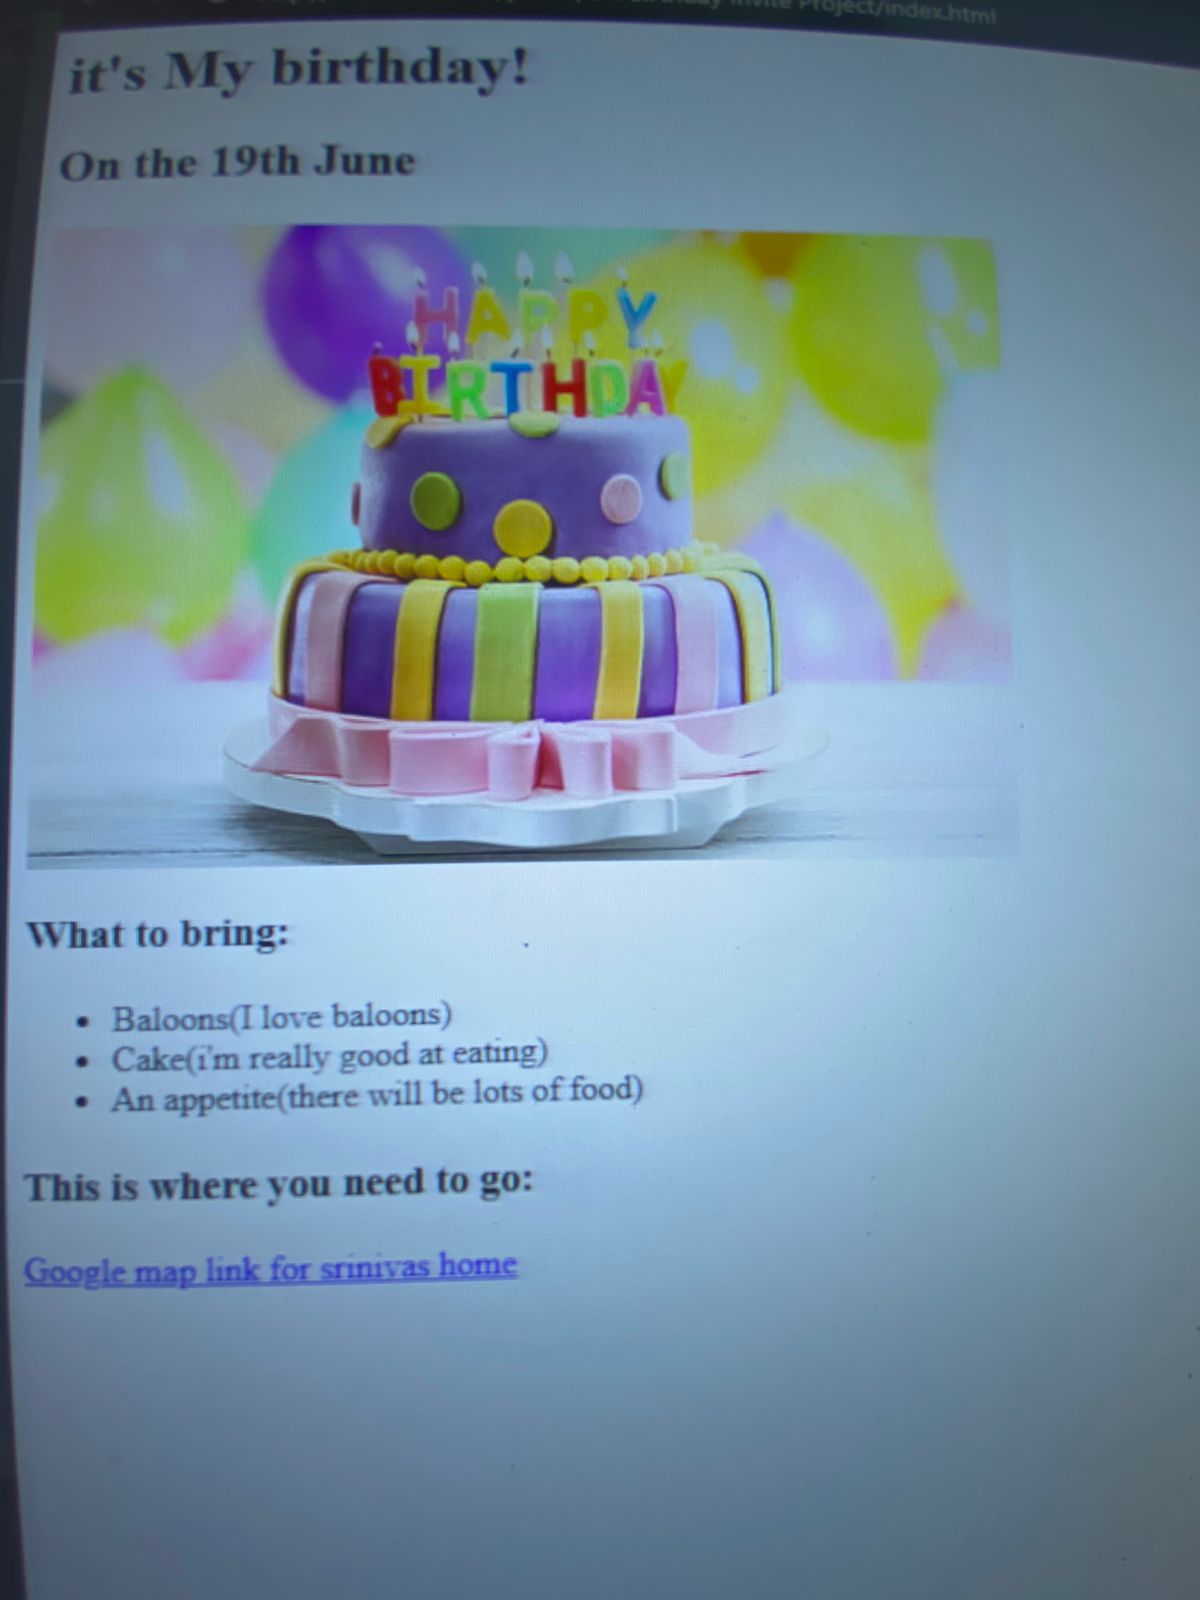 Invite Project/index.html
it's My birthday!
On the 19th June
HAPPY
BIRTHDAY
What to bring:
Baloons(I love baloons)
Cake(i'm really good at eating)
An appetite(there will be lots of food)
This is where you need to go:
Google map link for srinivas home